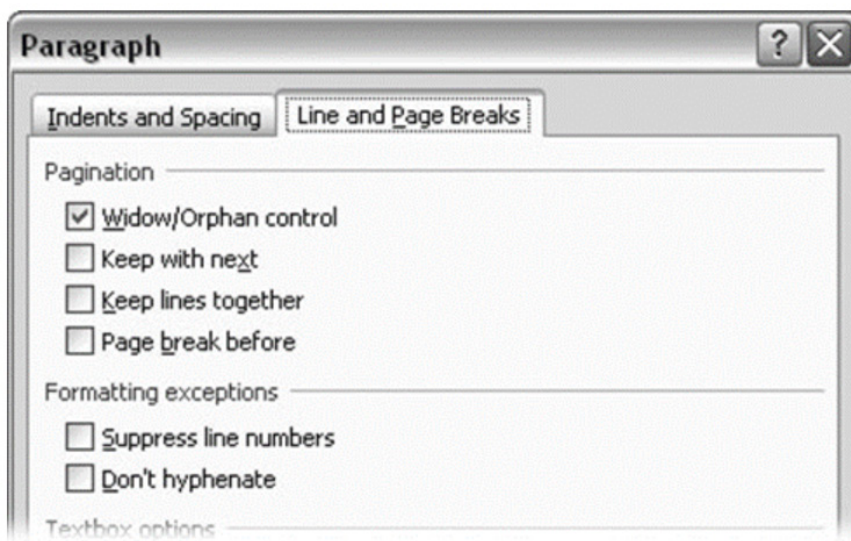 Paragraph ?
Indents and Spacing Line and Page Breaks
Pagination
Widow/Orphan control
Keep with next
Keep lines together
Page break before
Formatting exceptions
Suppress line numbers
Don't hyphenate
Textbox options